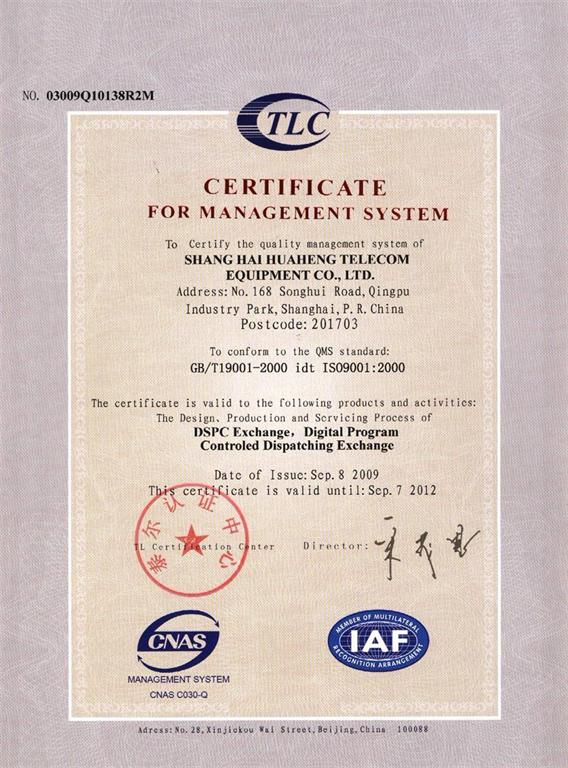 NO. 03009Q10138R2M
TLC
CERTIFICATE
FOR MANAGEMENT SYSTEM
To Certify the quality management system of
SHANG HAI HUAHENG TELECOM
EQUIPMENT CO., LTD.
Address: No. 168 Songhui Road, Qingpu
Industry Park, Shanghai, P. R. China
Postcode: 201703
To conform to the QMS standard:
GB/T19001-2000 idt ISO9001:2000
The certificate is valid to the following products and activities:
The Design, Production and Servicing Process of
DSPC Exchange, Digital Program
Controled Dispatching Exchange
Date of Issue: Sep. 8 2009
This certificate is valid until: Sep. 7 2012
泰尔认证中心
TL Certification Center Director:
CNAS
MANAGEMENT SYSTEM
CNAS C030-Q
MEMBER OF MULTILATERAL
IAF
RECOGNITION ARRANGEMENT
Adress: No. 28, Xinjiekou Wai Street, Beijing, China 100088